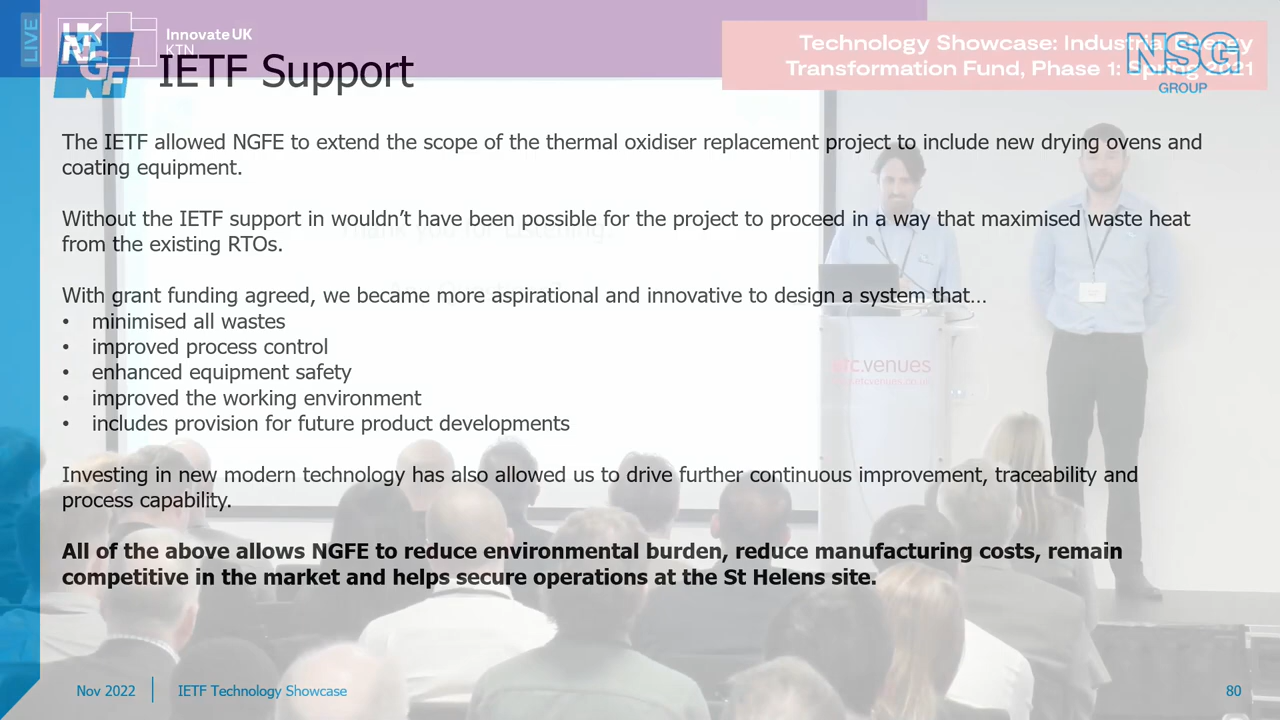 LIVE
UK
Innovate UK
KTN
NGF
IETF Support
Technology Showcase: Industrial Energy
Transformation Fund, Phase 1: Spring 2021
NSG
GROUP
The IETF allowed NGFE to extend the scope of the thermal oxidiser replacement project to include new drying ovens and
coating equipment.
Without the IETF support in wouldn't have been possible for the project to proceed in a way that maximised waste heat
from the existing RTOs.
With grant funding agreed, we became more aspirational and innovative to design a system that…
• minimised all wastes
• improved process control
• enhanced equipment safety
• improved the working environment
• includes provision for future product developments
etc.venues
Investing in new modern technology has also allowed us to drive further continuous improvement, traceability and
process capability.
All of the above allows NGFE to reduce environmental burden, reduce manufacturing costs, remain
competitive in the market and helps secure operations at the St Helens site.
Nov 2022
IETF Technology Showcase
80